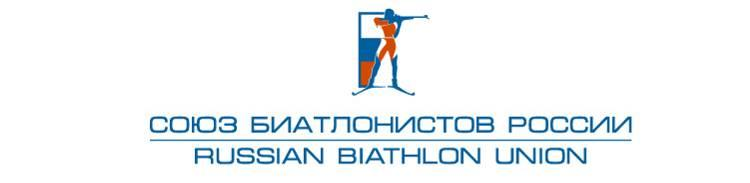 СОЮЗ БИАТЛОНИСТОВ РОССИИ
RUSSIAN BIATHLON UNION